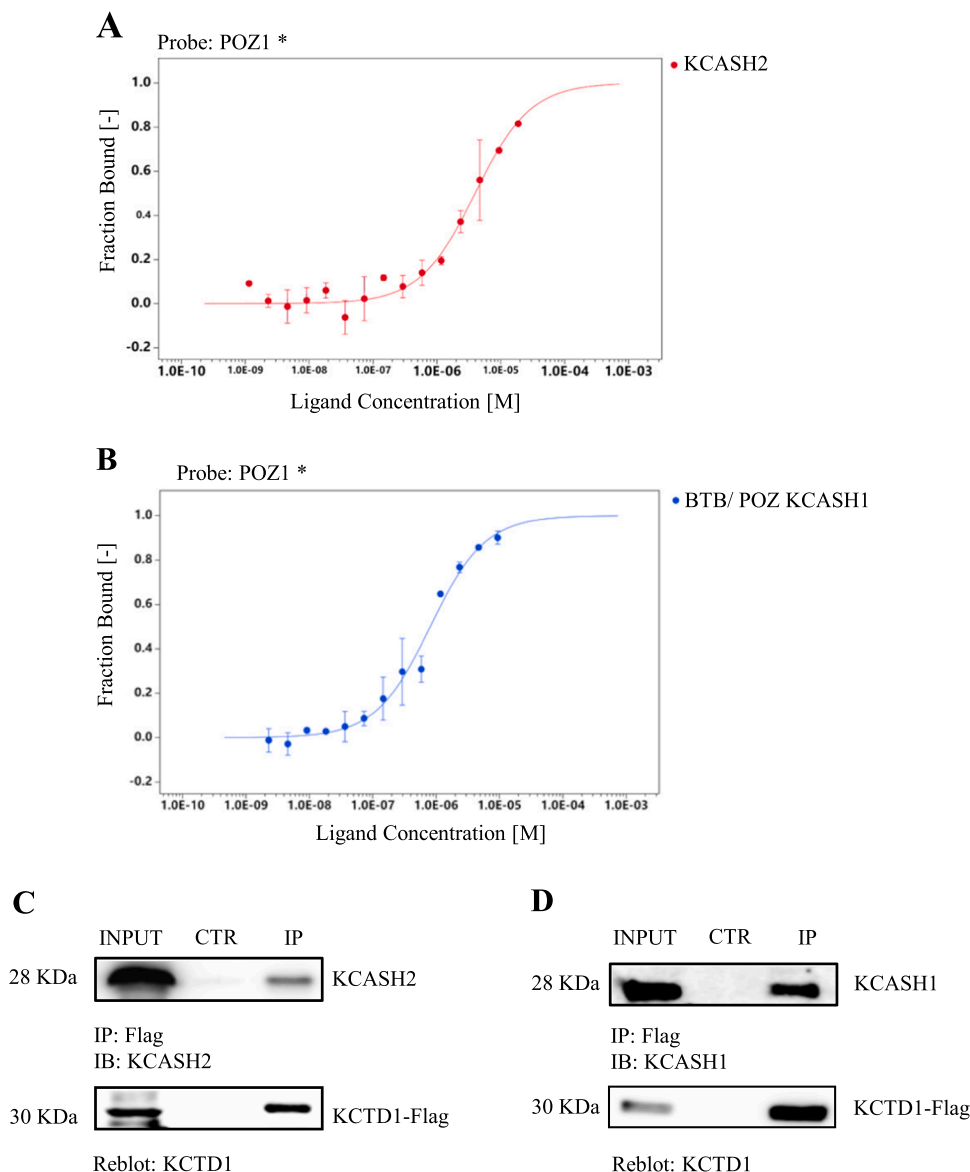 A
Probe: POZ1 *
KCASH2
Fraction Bound [-]
1.0
0.8
0.6
0.4
0.2
0.0
-0.2
1.0E-10 1.0E-09 1.0E-08 1.0E-07 1.0E-06 1.0E-05 1.0E-04 1.0E-03
Ligand Concentration [M]
B
Probe: POZ1 *
BTB/ POZ KCASH1
Fraction Bound [-]
1.0
0.8
0.6
0.4
0.2
0.0
-0.2
1.0E-10 1.0E-09 1.0E-08 1.0E-07 1.0E-06 1.0E-05 1.0E-04 1.0E-03
Ligand Concentration [M]
C
INPUT CTR IP
28 KDa KCASH2
IP: Flag
IB: KCASH2
30 KDa KCTD1-Flag
Reblot: KCTD1
D
INPUT CTR IP
28 KDa KCASH1
IP: Flag
IB: KCASH1
30 KDa KCTD1-Flag
Reblot: KCTD1